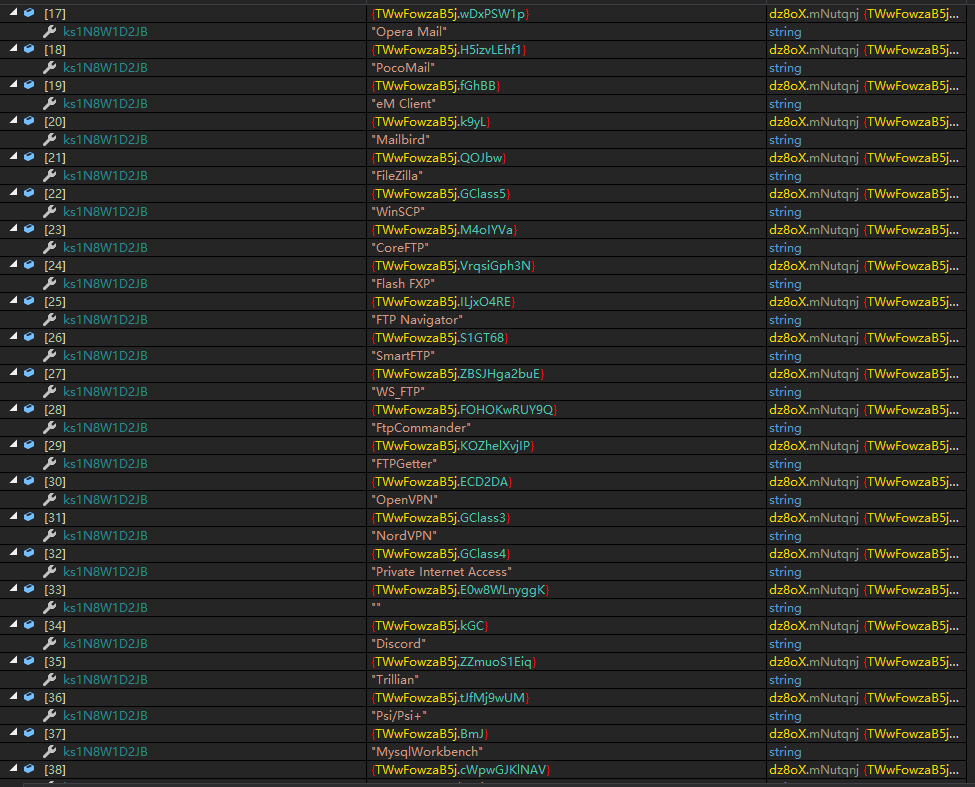 [17] {TWwFowzaB5j.wDxPSW1p} dz8oX.mNutqnj {TWwFowzaB5j...
ks1N8W1D2JB "Opera Mail" string
[18] {TWwFowzaB5j.H5izvLEhf1} dz8oX.mNutqnj {TWwFowzaB5j...
ks1N8W1D2JB "PocoMail" string
[19] {TWwFowzaB5j.fGhBB} dz8oX.mNutqnj {TWwFowzaB5j...
ks1N8W1D2JB "eM Client" string
[20] {TWwFowzaB5j.k9yL} dz8oX.mNutqnj {TWwFowzaB5j...
ks1N8W1D2JB "Mailbird" string
[21] {TWwFowzaB5j.QOJbw} dz8oX.mNutqnj {TWwFowzaB5j...
ks1N8W1D2JB "FileZilla" string
[22] {TWwFowzaB5j.GClass5} dz8oX.mNutqnj {TWwFowzaB5j...
ks1N8W1D2JB "WinSCP" string
[23] {TWwFowzaB5j.M4oIYVa} dz8oX.mNutqnj {TWwFowzaB5j...
ks1N8W1D2JB "CoreFTP" string
[24] {TWwFowzaB5j.VrqsiGph3N} dz8oX.mNutqnj {TWwFowzaB5j...
ks1N8W1D2JB "Flash FXP" string
[25] {TWwFowzaB5j.ILjxO4RE} dz8oX.mNutqnj {TWwFowzaB5j...
ks1N8W1D2JB "FTP Navigator" string
[26] {TWwFowzaB5j.S1GT68} dz8oX.mNutqnj {TWwFowzaB5j...
ks1N8W1D2JB "SmartFTP" string
[27] {TWwFowzaB5j.ZBSJHga2buE} dz8oX.mNutqnj {TWwFowzaB5j...
ks1N8W1D2JB "WS_FTP" string
[28] {TWwFowzaB5j.FOHOKwRUY9Q} dz8oX.mNutqnj {TWwFowzaB5j...
ks1N8W1D2JB "FtpCommander" string
[29] {TWwFowzaB5j.KOZhelXvjIP} dz8oX.mNutqnj {TWwFowzaB5j...
ks1N8W1D2JB "FTPGetter" string
[30] {TWwFowzaB5j.ECD2DA} dz8oX.mNutqnj {TWwFowzaB5j...
ks1N8W1D2JB "OpenVPN" string
[31] {TWwFowzaB5j.GClass3} dz8oX.mNutqnj {TWwFowzaB5j...
ks1N8W1D2JB "NordVPN" string
[32] {TWwFowzaB5j.GClass4} dz8oX.mNutqnj {TWwFowzaB5j...
ks1N8W1D2JB "Private Internet Access" string
[33] {TWwFowzaB5j.E0w8WLnyggK} dz8oX.mNutqnj {TWwFowzaB5j...
ks1N8W1D2JB "" string
[34] {TWwFowzaB5j.kGC} dz8oX.mNutqnj {TWwFowzaB5j...
ks1N8W1D2JB "Discord" string
[35] {TWwFowzaB5j.ZZmuoS1Eiq} dz8oX.mNutqnj {TWwFowzaB5j...
ks1N8W1D2JB "Trillian" string
[36] {TWwFowzaB5j.tJfMj9wUM} dz8oX.mNutqnj {TWwFowzaB5j...
ks1N8W1D2JB "Psi/Psi+" string
[37] {TWwFowzaB5j.BmJ} dz8oX.mNutqnj {TWwFowzaB5j...
ks1N8W1D2JB "MysqlWorkbench" string
[38] {TWwFowzaB5j.cWpwGJKlNAV} dz8oX.mNutqnj {TWwFowzaB5j...